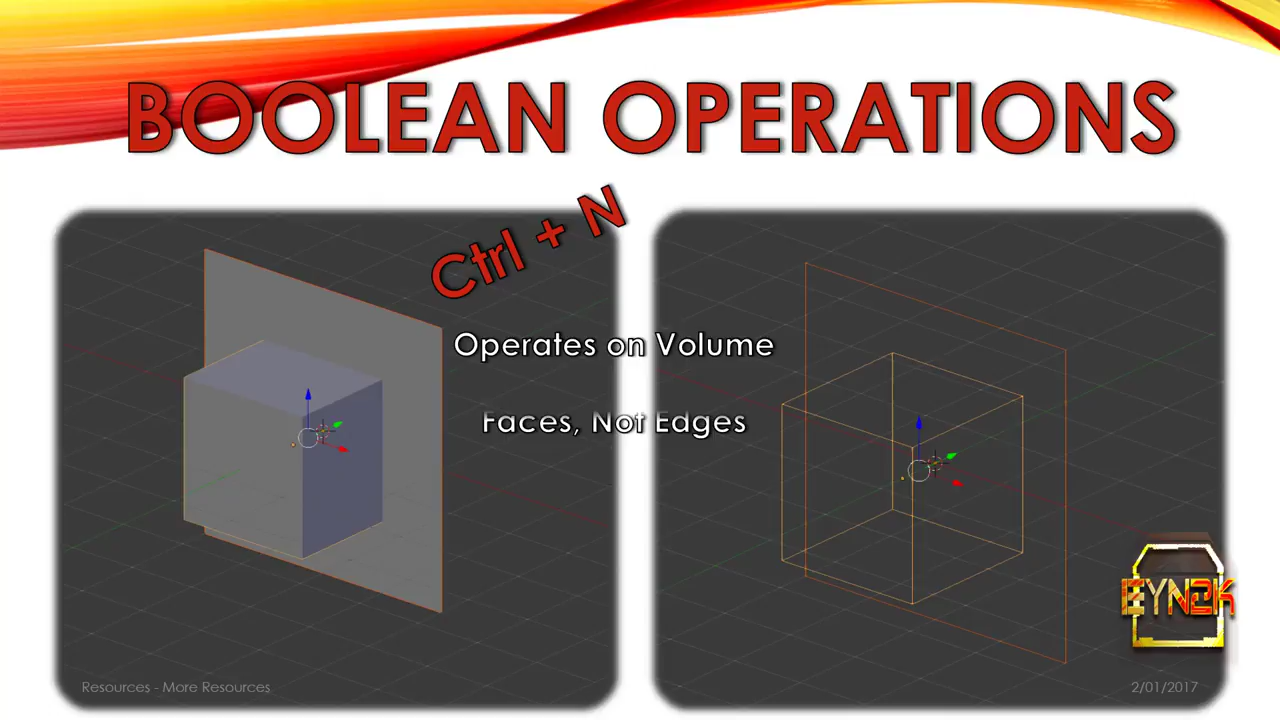 BOOLEAN OPERATIONS
Ctrl + N
Operates on Volume
Faces, Not Edges
EYN2K
Resources - More Resources
2/01/2017